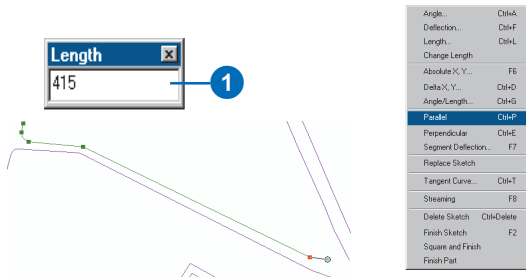 Length
415
1
Angle... Ctrl+A
Deflection... Ctrl+F
Length... Ctrl+L
Change Length
Absolute X, Y... F6
Delta X, Y... Ctrl+D
Angle/Length... Ctrl+G
Parallel Ctrl+P
Perpendicular Ctrl+E
Segment Deflection... F7
Replace Sketch
Tangent Curve... Ctrl+T
Streaming F8
Delete Sketch Ctrl+Delete
Finish Sketch F2
Square and Finish
Finish Part